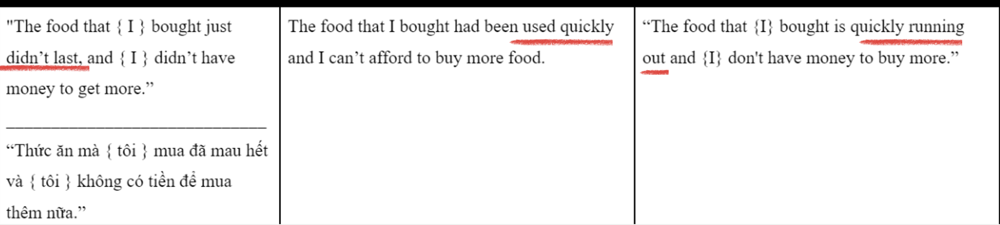 "The food that { I } bought just
didn’t last, and { I } didn’t have
money to get more.”
“Thức ăn mà { tôi } mua đã mau hết
và { tôi } không có tiền để mua
thêm nữa.”
The food that I bought had been used quickly
and I can’t afford to buy more food.
“The food that {I} bought is quickly running
out and {I} don't have money to buy more.”